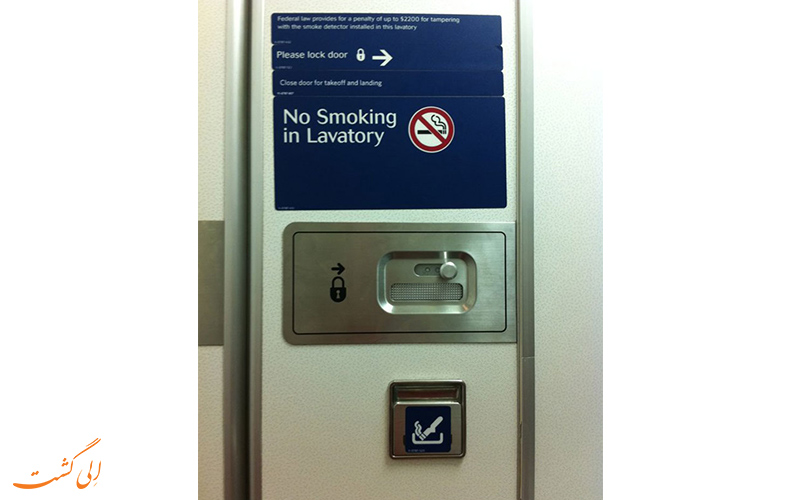 Federal law provides for a penalty of up to $2200 for tampering
with the smoke detector installed in this lavatory
Please lock door
Close door for takeoff and landing
No Smoking
in Lavatory
الی گشت